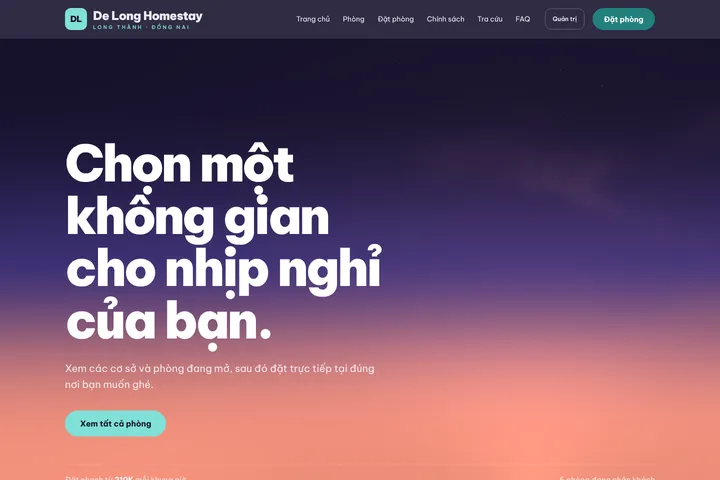 DL
De Long Homestay
LONG THÀNH · ĐỒNG NAI
Trang chủ
Phòng
Đặt phòng
Chính sách
Tra cứu
FAQ
Quản trị
Đặt phòng
Chọn một
không gian
cho nhịp nghỉ
của bạn.
Xem các cơ sở và phòng đang mở, sau đó đặt trực tiếp tại đúng
nơi bạn muốn ghé.
Xem tất cả phòng